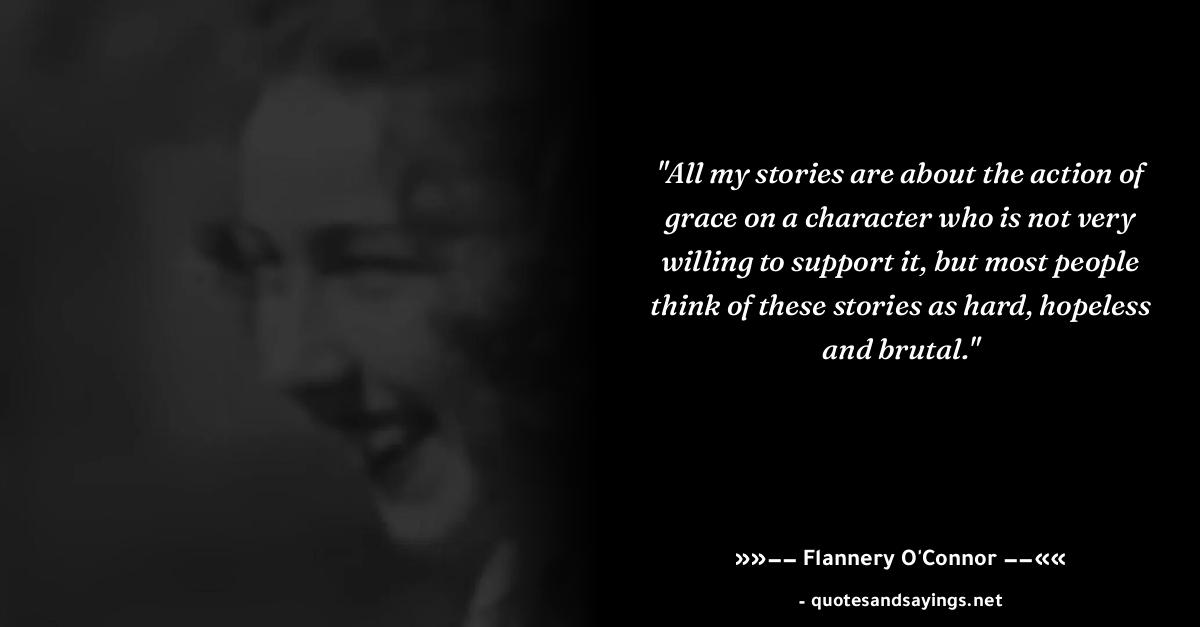 "All my stories are about the action of
grace on a character who is not very
willing to support it, but most people
think of these stories as hard, hopeless
and brutal."
»»−− Flannery O'Connor −−««
- quotesandsayings.net